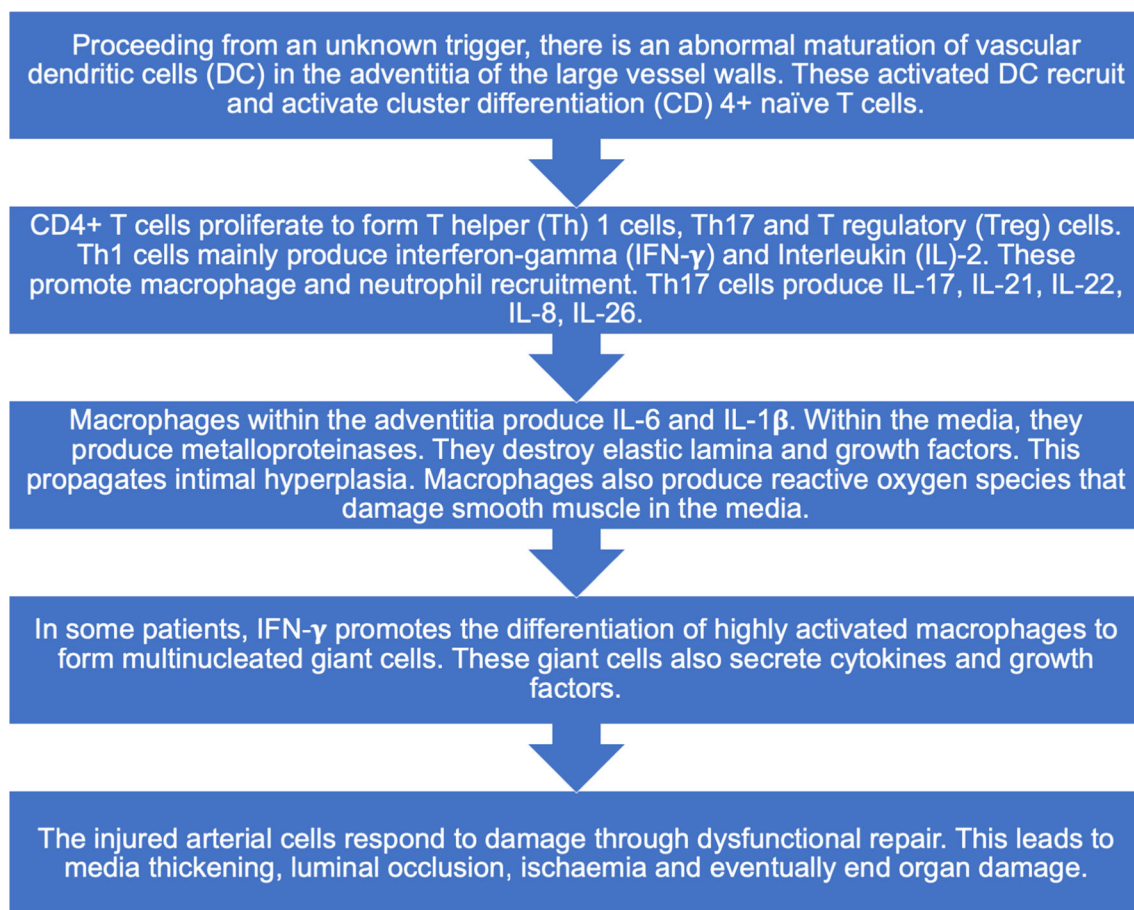 Proceeding from an unknown trigger, there is an abnormal maturation of vascular
dendritic cells (DC) in the adventitia of the large vessel walls. These activated DC recruit
and activate cluster differentiation (CD) 4+ naïve T cells.
CD4+ T cells proliferate to form T helper (Th) 1 cells, Th17 and T regulatory (Treg) cells.
Th1 cells mainly produce interferon-gamma (IFN-γ) and Interleukin (IL)-2. These
promote macrophage and neutrophil recruitment. Th17 cells produce IL-17, IL-21, IL-22,
IL-8, IL-26.
Macrophages within the adventitia produce IL-6 and IL-1β. Within the media, they
produce metalloproteinases. They destroy elastic lamina and growth factors. This
propagates intimal hyperplasia. Macrophages also produce reactive oxygen species that
damage smooth muscle in the media.
In some patients, IFN-γ promotes the differentiation of highly activated macrophages to
form multinucleated giant cells. These giant cells also secrete cytokines and growth
factors.
The injured arterial cells respond to damage through dysfunctional repair. This leads to
media thickening, luminal occlusion, ischaemia and eventually end organ damage.